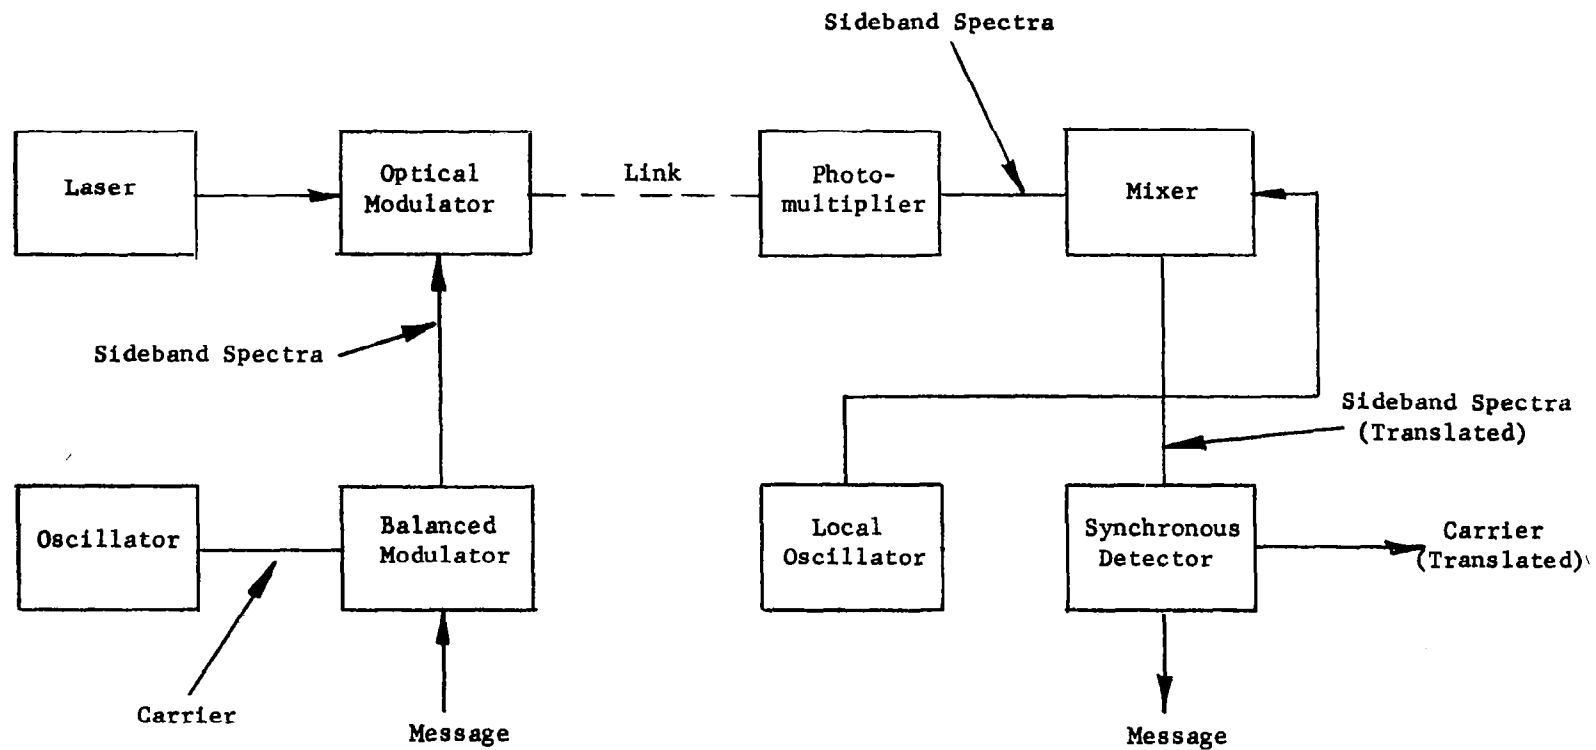 Sideband Spectra
Laser
Optical
Modulator
Link
Photo-
multiplier
Mixer
Sideband Spectra
Sideband Spectra
(Translated)
Oscillator
Balanced
Modulator
Local
Oscillator
Synchronous
Detector
Carrier
(Translated)
Carrier
Message
Message